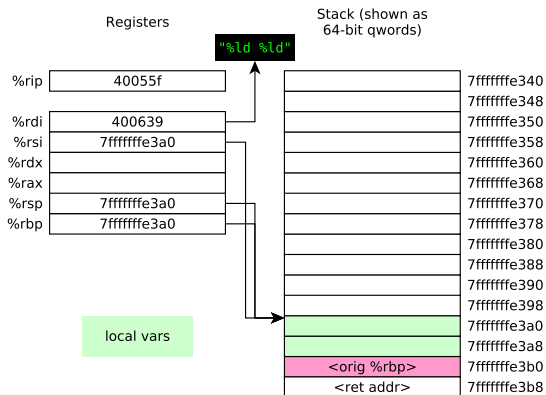 Registers
Stack (shown as
64-bit qwords)
"%ld %ld"
%rip 40055f
%rdi 400639
%rsi 7fffffffe3a0
%rdx
%rax
%rsp 7fffffffe3a0
%rbp 7fffffffe3a0
local vars
7fffffffe340
7fffffffe348
7fffffffe350
7fffffffe358
7fffffffe360
7fffffffe368
7fffffffe370
7fffffffe378
7fffffffe380
7fffffffe388
7fffffffe390
7fffffffe398
7fffffffe3a0
7fffffffe3a8
<orig %rbp> 7fffffffe3b0
<ret addr> 7fffffffe3b8